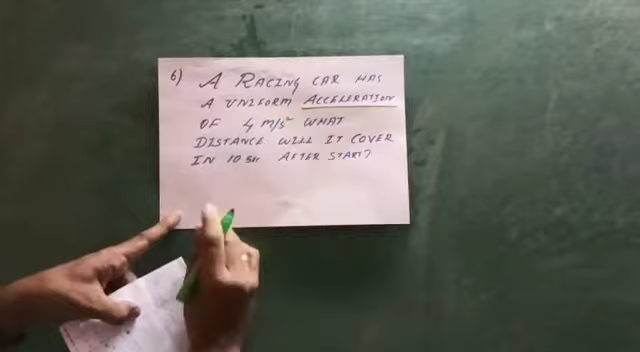 6) A RACING CAR HAS
A UNIFORM ACCELERATION
OF 4 m/s² WHAT
DISTANCE WILL IT COVER
IN 10 sec AFTER START?